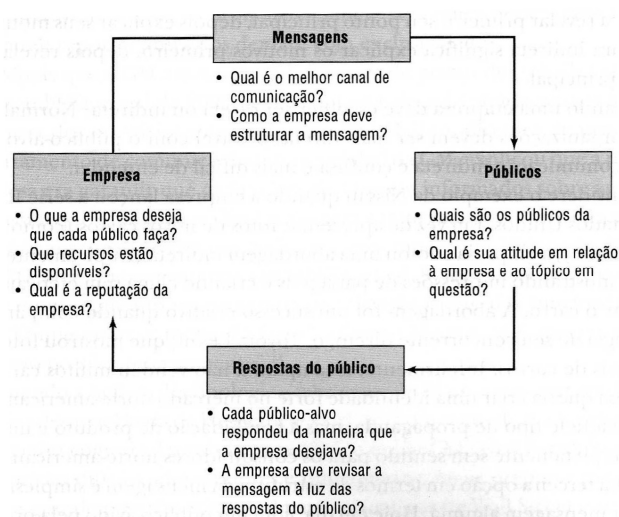 Mensagens
• Qual é o melhor canal de
comunicação?
• Como a empresa deve
estruturar a mensagem?
Empresa
• O que a empresa deseja
que cada público faça?
• Que recursos estão
disponíveis?
• Qual é a reputação da
empresa?
Públicos
• Quais são os públicos da
empresa?
• Qual é sua atitude em relação
à empresa e ao tópico em
questão?
Respostas do público
• Cada público-alvo
respondeu da maneira que
a empresa desejava?
• A empresa deve revisar a
mensagem à luz das
respostas do público?